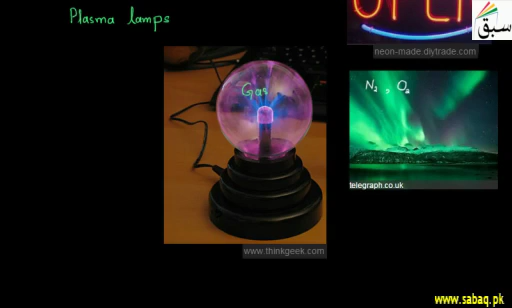 Plasma lamps
OPEN
سبق
neon-made.diytrade.com
Gas
N₂ , O₂
telegraph.co.uk
www.thinkgeek.com
www.sabaq.pk